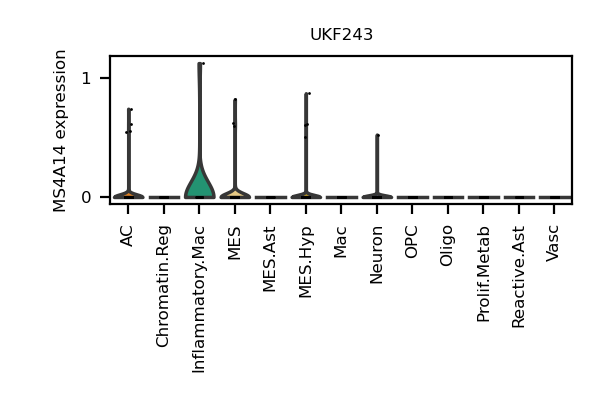 UKF243
MS4A14 expression
1
0
AC
Chromatin.Reg
Inflammatory.Mac
MES
MES.Ast
MES.Hyp
Mac
Neuron
OPC
Oligo
Prolif.Metab
Reactive.Ast
Vasc